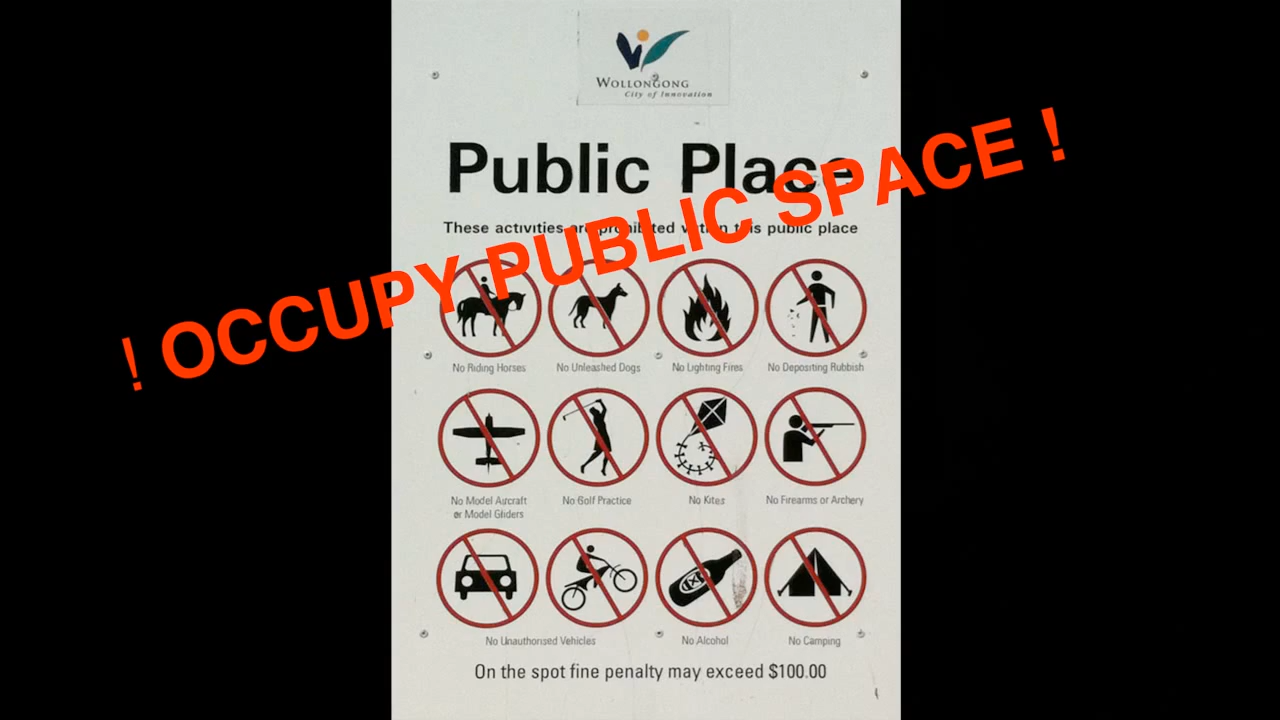 WOLLONGONG
City of Innovation
Public Place
! OCCUPY PUBLIC SPACE !
These activities are prohibited within this public place
No Riding Horses
No Unleashed Dogs
No Lighting Fires
No Depositing Rubbish
No Model Aircraft
or Model Gliders
No Golf Practice
No Kites
No Firearms or Archery
No Unauthorised Vehicles
No Alcohol
No Camping
On the spot fine penalty may exceed $100.00